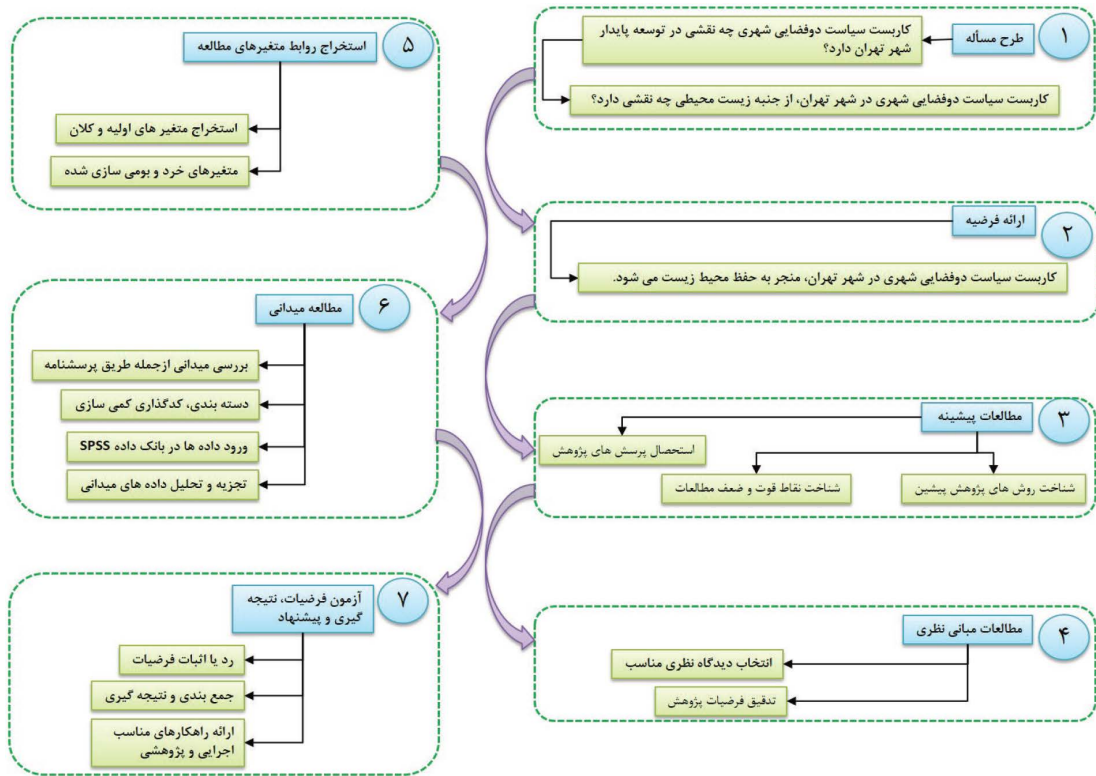 ۱
طرح مسأله
کاربست سیاست دوفضایی شهری چه نقشی در توسعه پایدار
شهر تهران دارد؟
کاربست سیاست دوفضایی شهری در شهر تهران، از جنبه زیست محیطی چه نقشی دارد؟
۲
ارائه فرضیه
کاربست سیاست دوفضایی شهری در شهر تهران، منجر به حفظ محیط زیست می شود.
۳
مطالعات پیشینه
استحصال پرسش های پژوهش
شناخت روش های پژوهش پیشین
شناخت نقاط قوت و ضعف مطالعات
۴
مطالعات مبانی نظری
انتخاب دیدگاه نظری مناسب
تدقیق فرضیات پژوهش
۵
استخراج روابط متغیرهای مطالعه
استخراج متغیر های اولیه و کلان
متغیرهای خرد و بومی سازی شده
۶
مطالعه میدانی
بررسی میدانی ازجمله طریق پرسشنامه
دسته بندی، کدگذاری کمی سازی
ورود داده ها در بانک داده SPSS
تجزیه و تحلیل داده های میدانی
۷
آزمون فرضیات، نتیجه
گیری و پیشنهاد
رد یا اثبات فرضیات
جمع بندی و نتیجه گیری
ارائه راهکارهای مناسب
اجرایی و پژوهشی